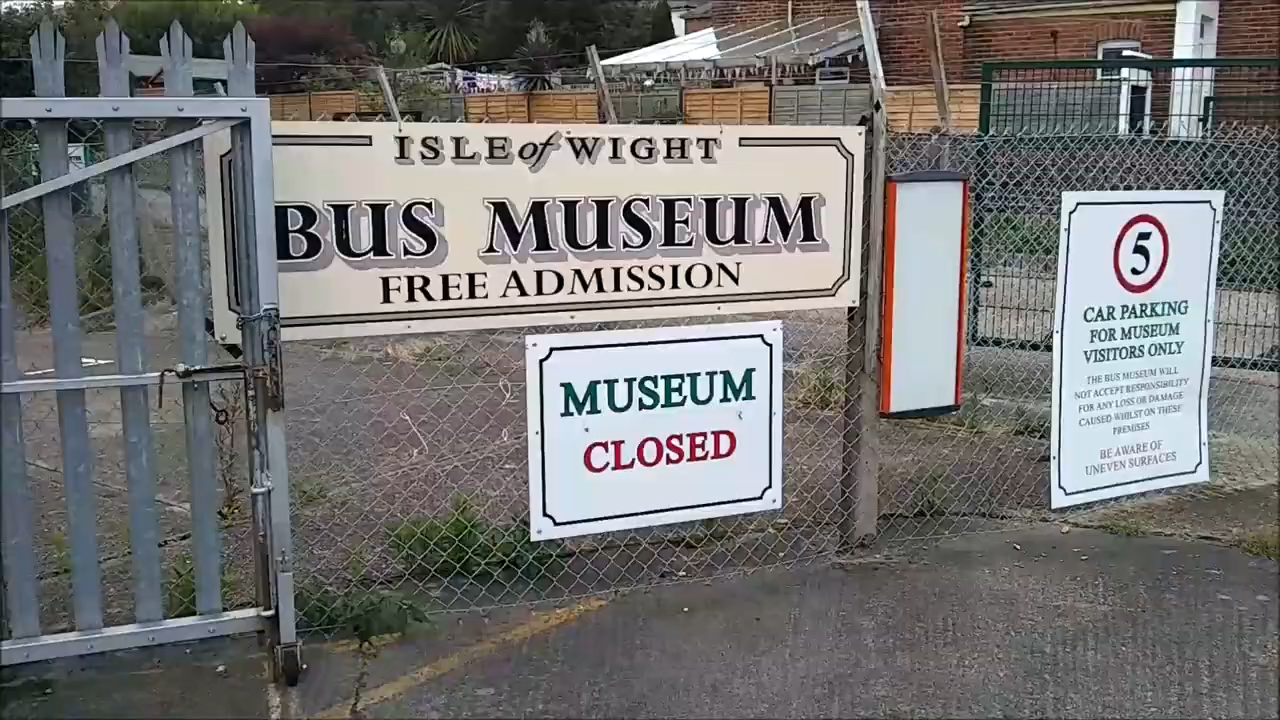 ISLE of WIGHT
BUS MUSEUM
FREE ADMISSION
MUSEUM
CLOSED
5
CAR PARKING
FOR MUSEUM
VISITORS ONLY
THE BUS MUSEUM WILL
NOT ACCEPT RESPONSIBILITY
FOR ANY LOSS OR DAMAGE
CAUSED WHILST ON THESE
PREMISES
BE AWARE OF
UNEVEN SURFACES